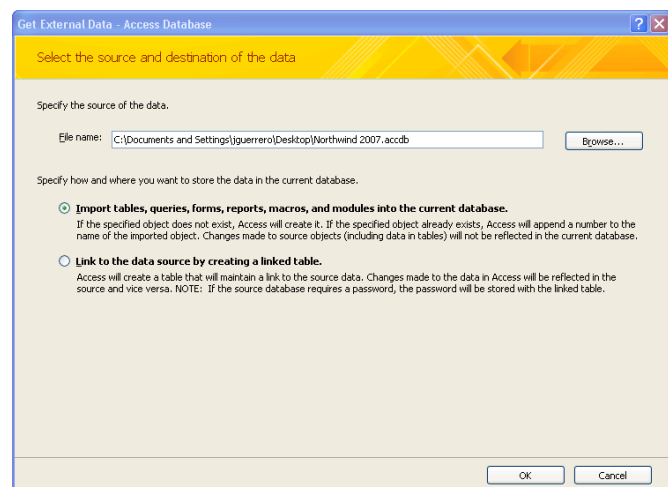 Get External Data - Access Database
Select the source and destination of the data
Specify the source of the data.
File name: C:\Documents and Settings\jguerrero\Desktop\Northwind 2007.accdb Browse...
Specify how and where you want to store the data in the current database.
Import tables, queries, forms, reports, macros, and modules into the current database.
If the specified object does not exist, Access will create it. If the specified object already exists, Access will append a number to the
name of the imported object. Changes made to source objects (including data in tables) will not be reflected in the current database.
Link to the data source by creating a linked table.
Access will create a table that will maintain a link to the source data. Changes made to the data in Access will be reflected in the
source and vice versa. NOTE: If the source database requires a password, the password will be stored with the linked table.
OK Cancel